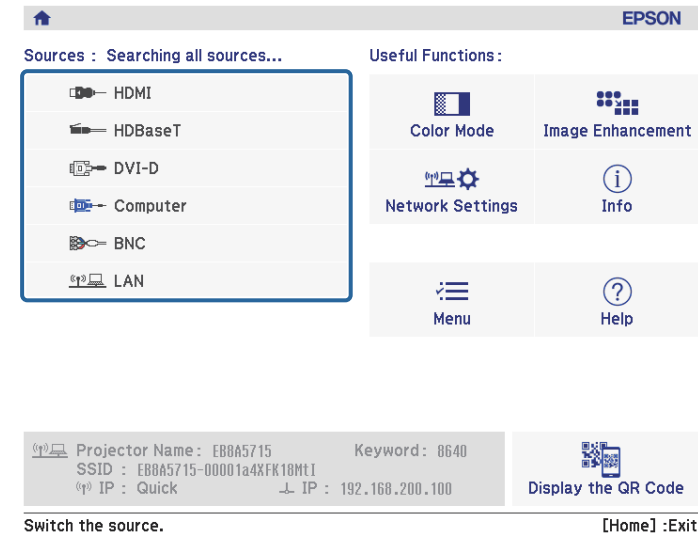 EPSON
Sources : Searching all sources...
Useful Functions :
HDMI
HDBaseT
DVI-D
Computer
BNC
LAN
Color Mode
Image Enhancement
Network Settings
Info
Menu
Help
Projector Name : EB8A5715 Keyword : 8640
SSID : EB8A5715-00001a4XFK18MtI
IP : Quick IP : 192.168.200.100
Display the QR Code
Switch the source. [Home] :Exit